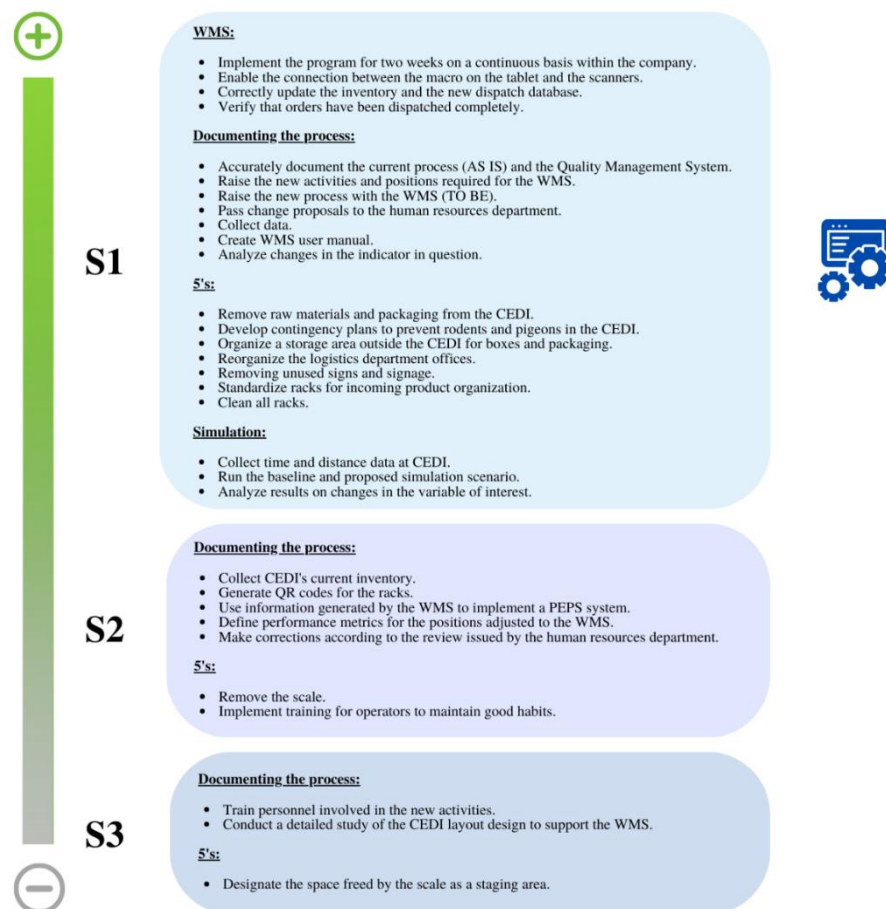 WMS:
• Implement the program for two weeks on a continuous basis within the company.
• Enable the connection between the macro on the tablet and the scanners.
• Correctly update the inventory and the new dispatch database.
• Verify that orders have been dispatched completely.
Documenting the process:
• Accurately document the current process (AS IS) and the Quality Management System.
• Raise the new activities and positions required for the WMS.
• Raise the new process with the WMS (TO BE).
• Pass change proposals to the human resources department.
• Collect data.
• Create WMS user manual.
• Analyze changes in the indicator in question.
S1
5's:
• Remove raw materials and packaging from the CEDI.
• Develop contingency plans to prevent rodents and pigeons in the CEDI.
• Organize a storage area outside the CEDI for boxes and packaging.
• Reorganize the logistics department offices.
• Removing unused signs and signage.
• Standardize racks for incoming product organization.
• Clean all racks.
Simulation:
• Collect time and distance data at CEDI.
• Run the baseline and proposed simulation scenario.
• Analyze results on changes in the variable of interest.
Documenting the process:
• Collect CEDI's current inventory.
• Generate QR codes for the racks.
• Use information generated by the WMS to implement a PEPS system.
• Define performance metrics for the positions adjusted to the WMS.
• Make corrections according to the review issued by the human resources department.
S2
5's:
• Remove the scale.
• Implement training for operators to maintain good habits.
Documenting the process:
• Train personnel involved in the new activities.
• Conduct a detailed study of the CEDI layout design to support the WMS.
S3
5's:
• Designate the space freed by the scale as a staging area.